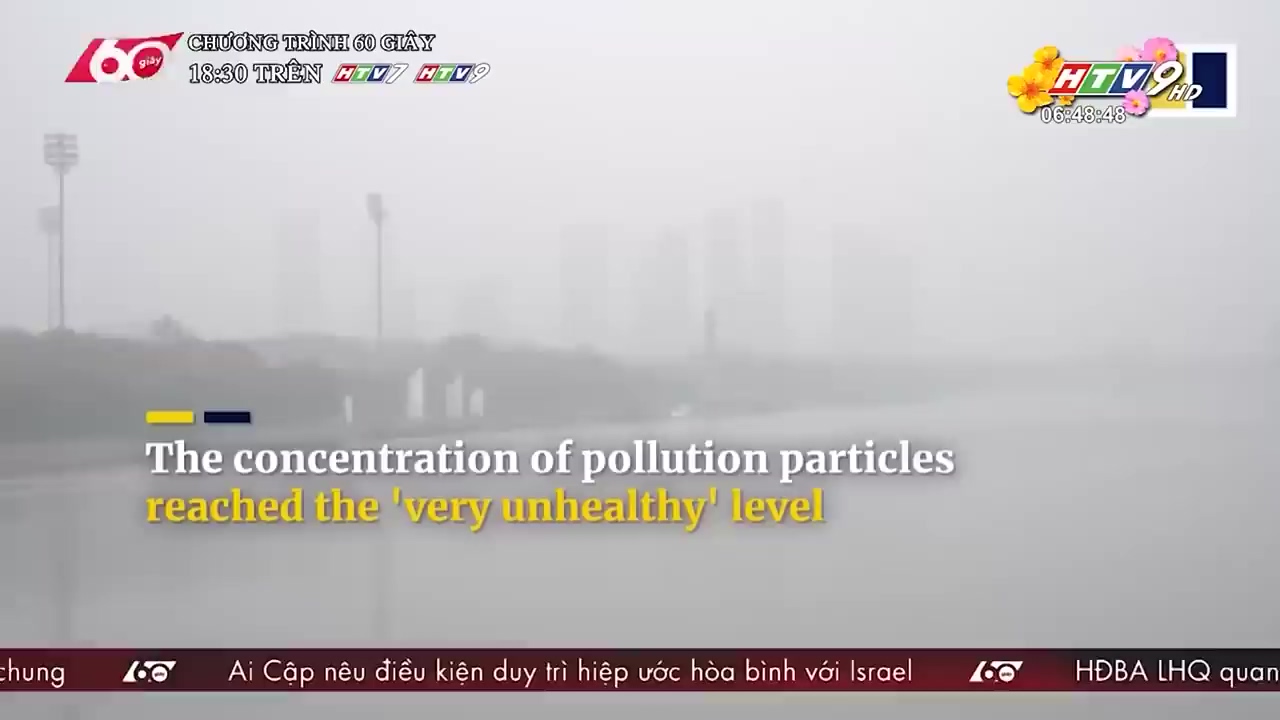 60 giây
CHƯƠNG TRÌNH 60 GIÂY
18:30 TRÊN HTV7 HTV9
HTV9 HD
06:48:48
The concentration of pollution particles
reached the 'very unhealthy' level
chung 60 giây Ai Cập nêu điều kiện duy trì hiệp ước hòa bình với Israel 60 giây HĐBA LHQ quan